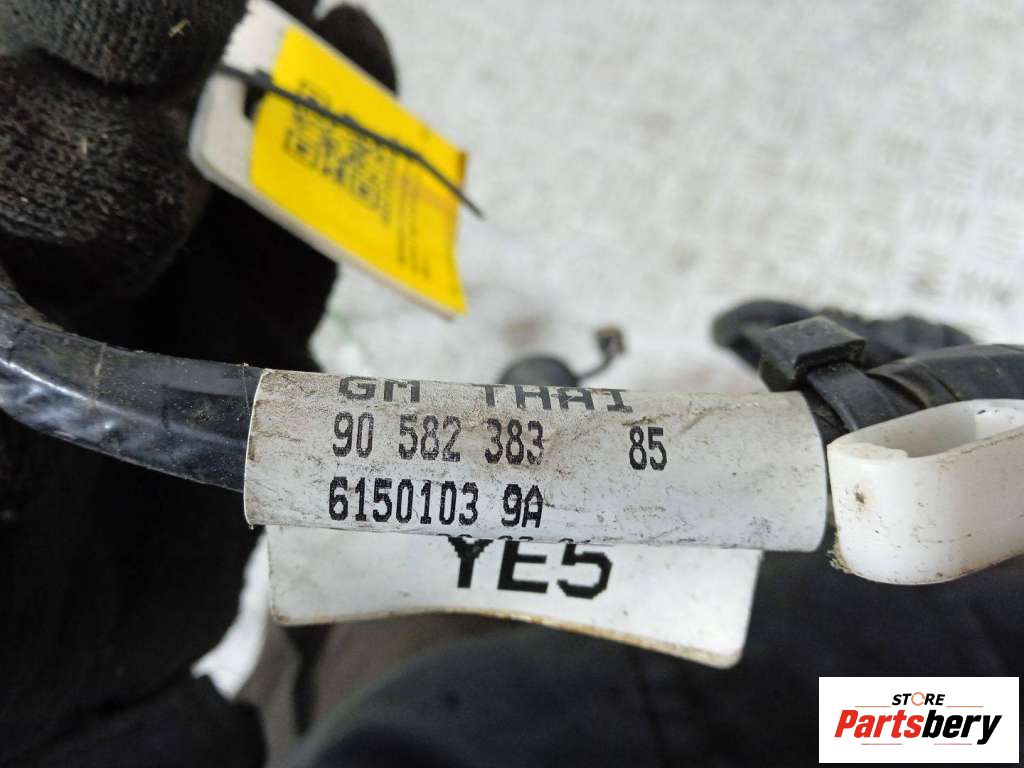 GM THAI
90 582 383 85
6150103 9A
YE5
STORE
Partsbery